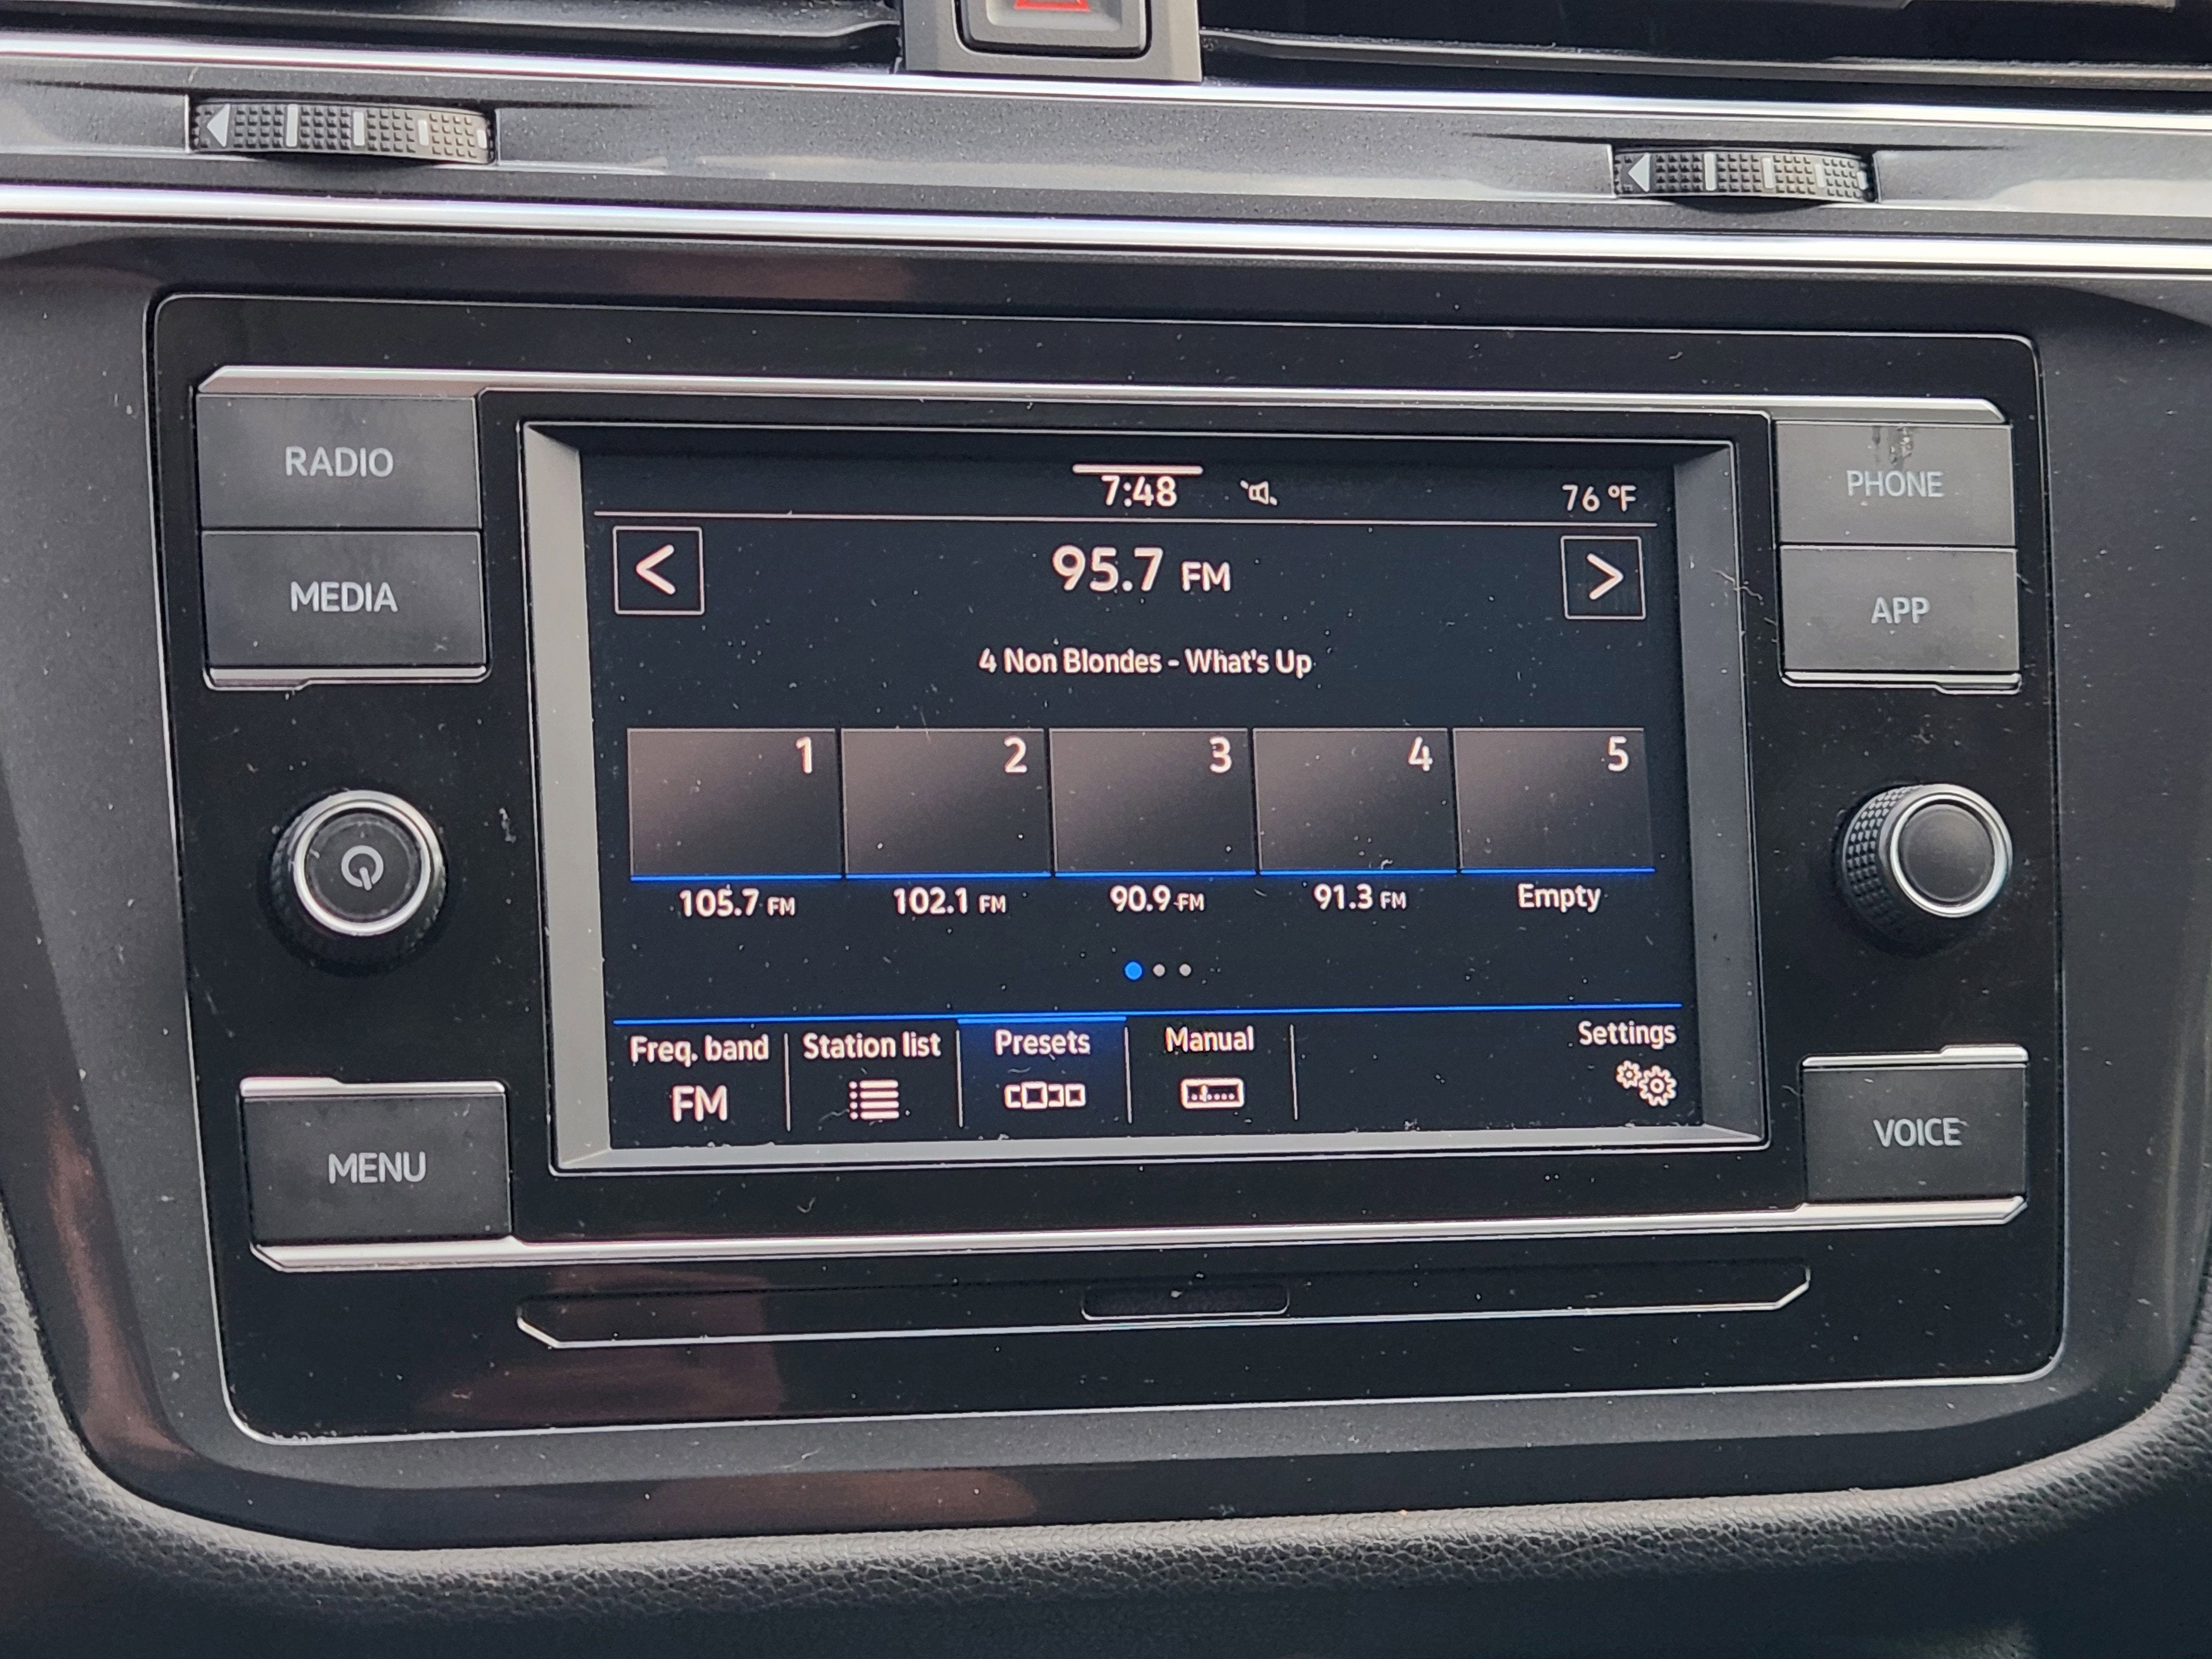 RADIO
MEDIA
MENU
PHONE
APP
VOICE
7:48
76 °F
<
95.7 FM
>
4 Non Blondes - What's Up
1 2 3 4 5
105.7 FM 102.1 FM 90.9 FM 91.3 FM Empty
Freq. band Station list Presets Manual Settings
FM